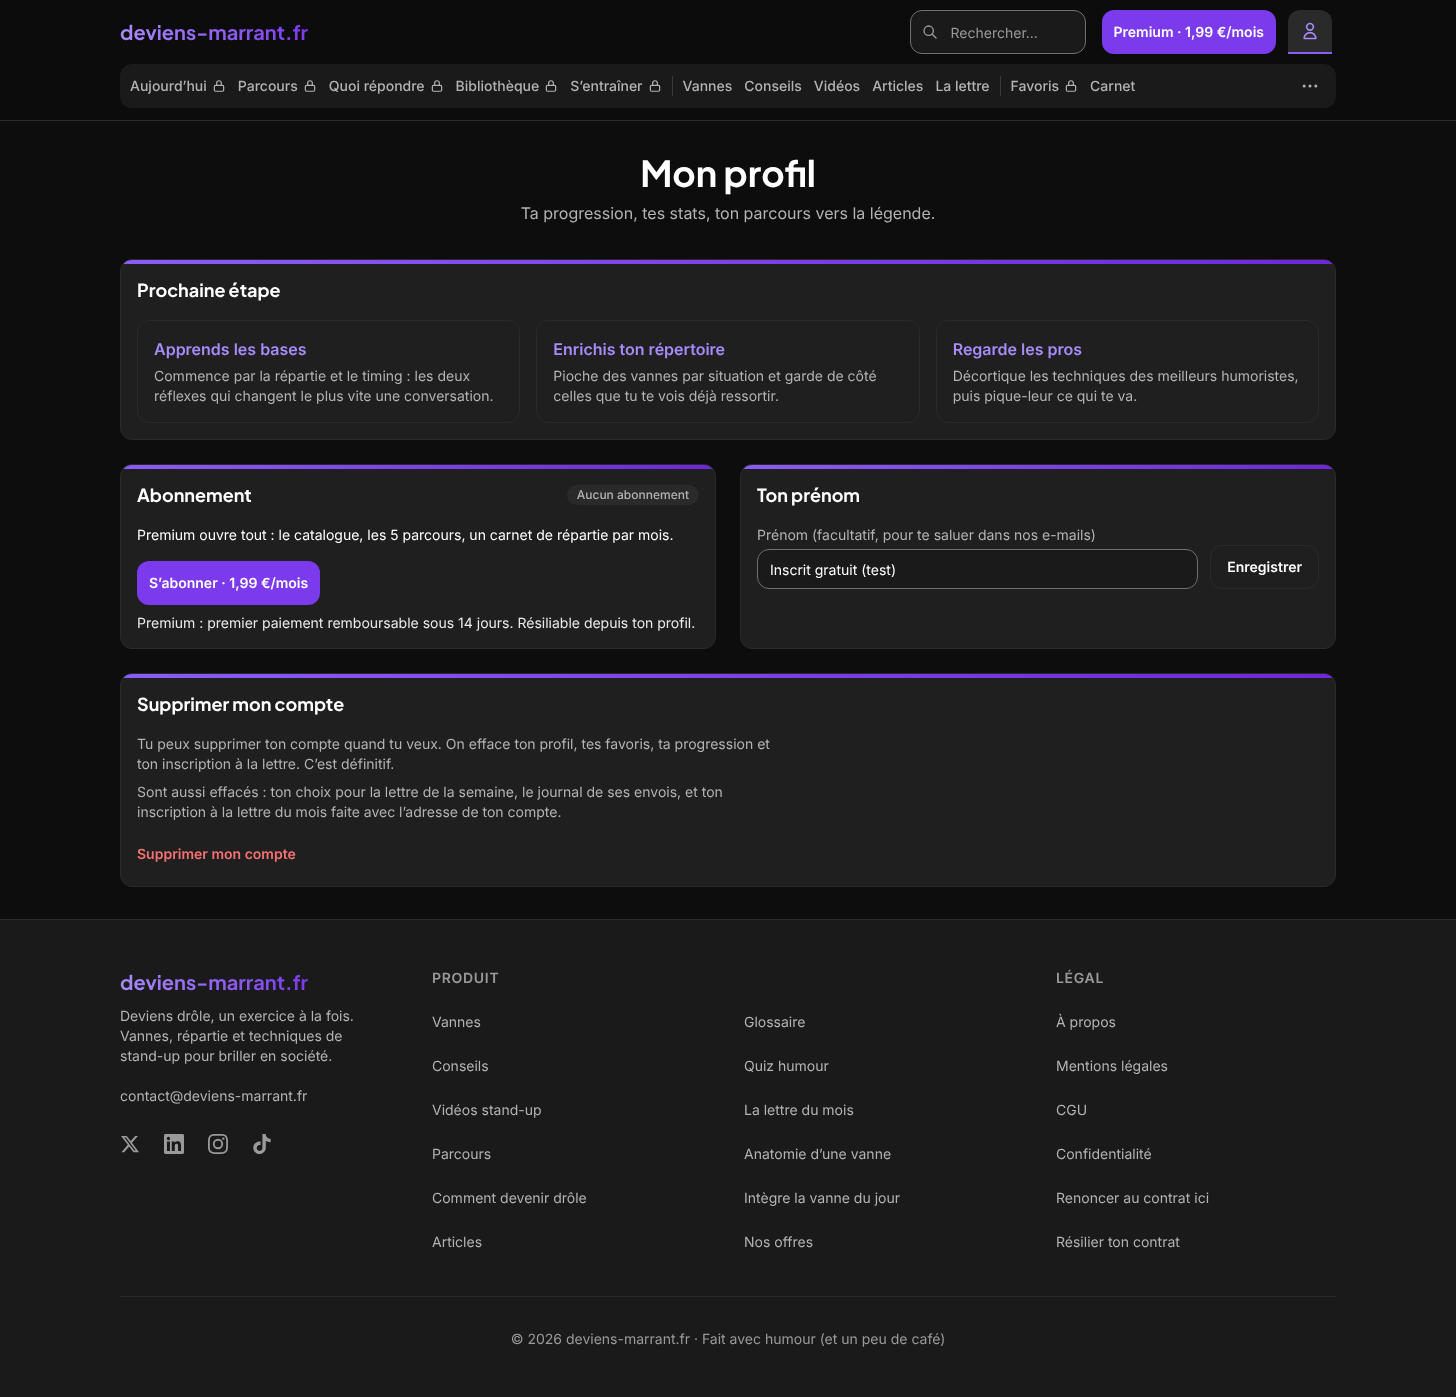 deviens-marrant.fr
Rechercher...
Premium · 1,99 €/mois
Aujourd’hui
Parcours
Quoi répondre
Bibliothèque
S’entraîner
Vannes
Conseils
Vidéos
Articles
La lettre
Favoris
Carnet
Mon profil
Ta progression, tes stats, ton parcours vers la légende.
Prochaine étape
Apprends les bases
Commence par la répartie et le timing : les deux
réflexes qui changent le plus vite une conversation.
Enrichis ton répertoire
Pioche des vannes par situation et garde de côté
celles que tu te vois déjà ressortir.
Regarde les pros
Décortique les techniques des meilleurs humoristes,
puis pique-leur ce qui te va.
Abonnement
Aucun abonnement
Premium ouvre tout : le catalogue, les 5 parcours, un carnet de répartie par mois.
S’abonner · 1,99 €/mois
Premium : premier paiement remboursable sous 14 jours. Résiliable depuis ton profil.
Ton prénom
Prénom (facultatif, pour te saluer dans nos e-mails)
Inscrit gratuit (test)
Enregistrer
Supprimer mon compte
Tu peux supprimer ton compte quand tu veux. On efface ton profil, tes favoris, ta progression et
ton inscription à la lettre. C’est définitif.
Sont aussi effacés : ton choix pour la lettre de la semaine, le journal de ses envois, et ton
inscription à la lettre du mois faite avec l’adresse de ton compte.
Supprimer mon compte
deviens-marrant.fr
Deviens drôle, un exercice à la fois.
Vannes, répartie et techniques de
stand-up pour briller en société.
contact@deviens-marrant.fr
PRODUIT
Vannes
Conseils
Vidéos stand-up
Parcours
Comment devenir drôle
Articles
Glossaire
Quiz humour
La lettre du mois
Anatomie d’une vanne
Intègre la vanne du jour
Nos offres
LÉGAL
À propos
Mentions légales
CGU
Confidentialité
Renoncer au contrat ici
Résilier ton contrat
© 2026 deviens-marrant.fr · Fait avec humour (et un peu de café)